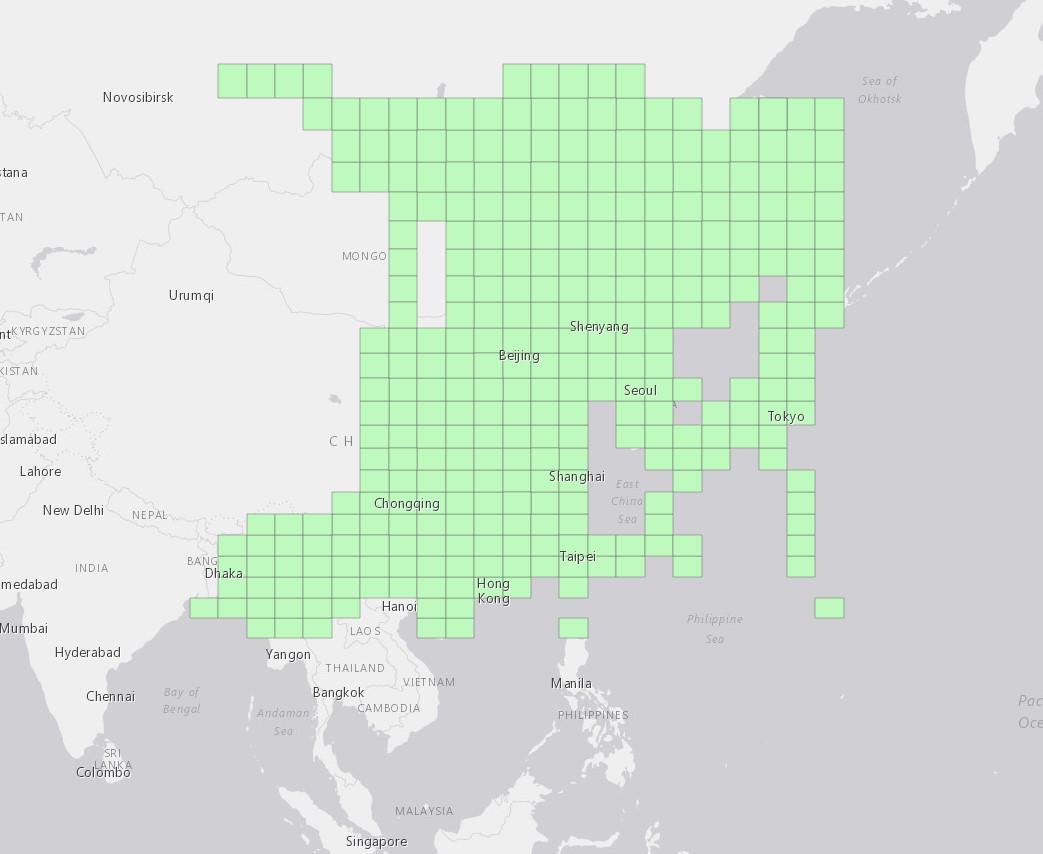 Sea of
Okhotsk
Novosibirsk
stana
TAN
MONGO
Urumqi
nt
KYRGYZSTAN
Shenyang
Beijing
KISTAN
Seoul
A
Tokyo
slamabad
C H
Lahore
Shanghai
East
China
Sea
Chongqing
New Delhi
NEPAL
Taipei
BANG
INDIA
Dhaka
medabad
Hong
Kong
Hanoi
Mumbai
LAOS
Philippine
Sea
Hyderabad
Yangon
THAILAND
VIETNAM
Manila
Chennai
Bay of
Bengal
Bangkok
CAMBODIA
Andaman
Sea
PHILIPPINES
Pac
Oce
SRI
LANKA
Colombo
MALAYSIA
Singapore